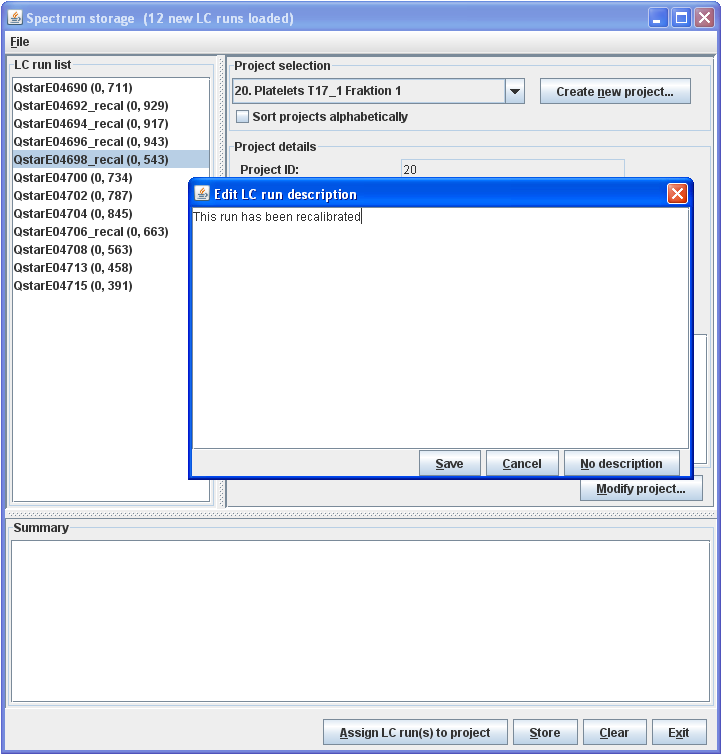 Spectrum storage (12 new LC runs loaded)
File
LC run list
QstarE04690 (0, 711)
QstarE04692_recal (0, 929)
QstarE04694_recal (0, 917)
QstarE04696_recal (0, 943)
QstarE04698_recal (0, 543)
QstarE04700 (0, 734)
QstarE04702 (0, 787)
QstarE04704 (0, 845)
QstarE04706_recal (0, 663)
QstarE04708 (0, 563)
QstarE04713 (0, 458)
QstarE04715 (0, 391)
Project selection
20. Platelets T17_1 Fraktion 1
Create new project...
Sort projects alphabetically
Project details
Project ID: 20
Edit LC run description
This run has been recalibrated
Save Cancel No description
Modify project...
Summary
Assign LC run(s) to project Store Clear Exit